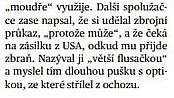 „moudře“ využije. Další spolužač-
ce zase napsal, že si udělal zbrojní
průkaz, „protože může“, a že čeká
na zásilku z USA, odkud mu přijde
zbraň. Nazýval ji „větší flusačkou“
a myslel tím dlouhou pušku s opti-
kou, ze které střílel z ochozu.